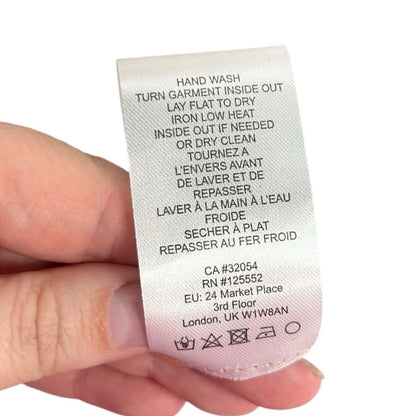 HAND WASH
TURN GARMENT INSIDE OUT
LAY FLAT TO DRY
IRON LOW HEAT
INSIDE OUT IF NEEDED
OR DRY CLEAN
TOURNEZ A
L'ENVERS AVANT
DE LAVER ET DE
REPASSER
LAVER À LA MAIN À L'EAU
FROIDE
SECHER À PLAT
REPASSER AU FER FROID
CA #32054
RN #125552
EU: 24 Market Place
3rd Floor
London, UK W1W8AN